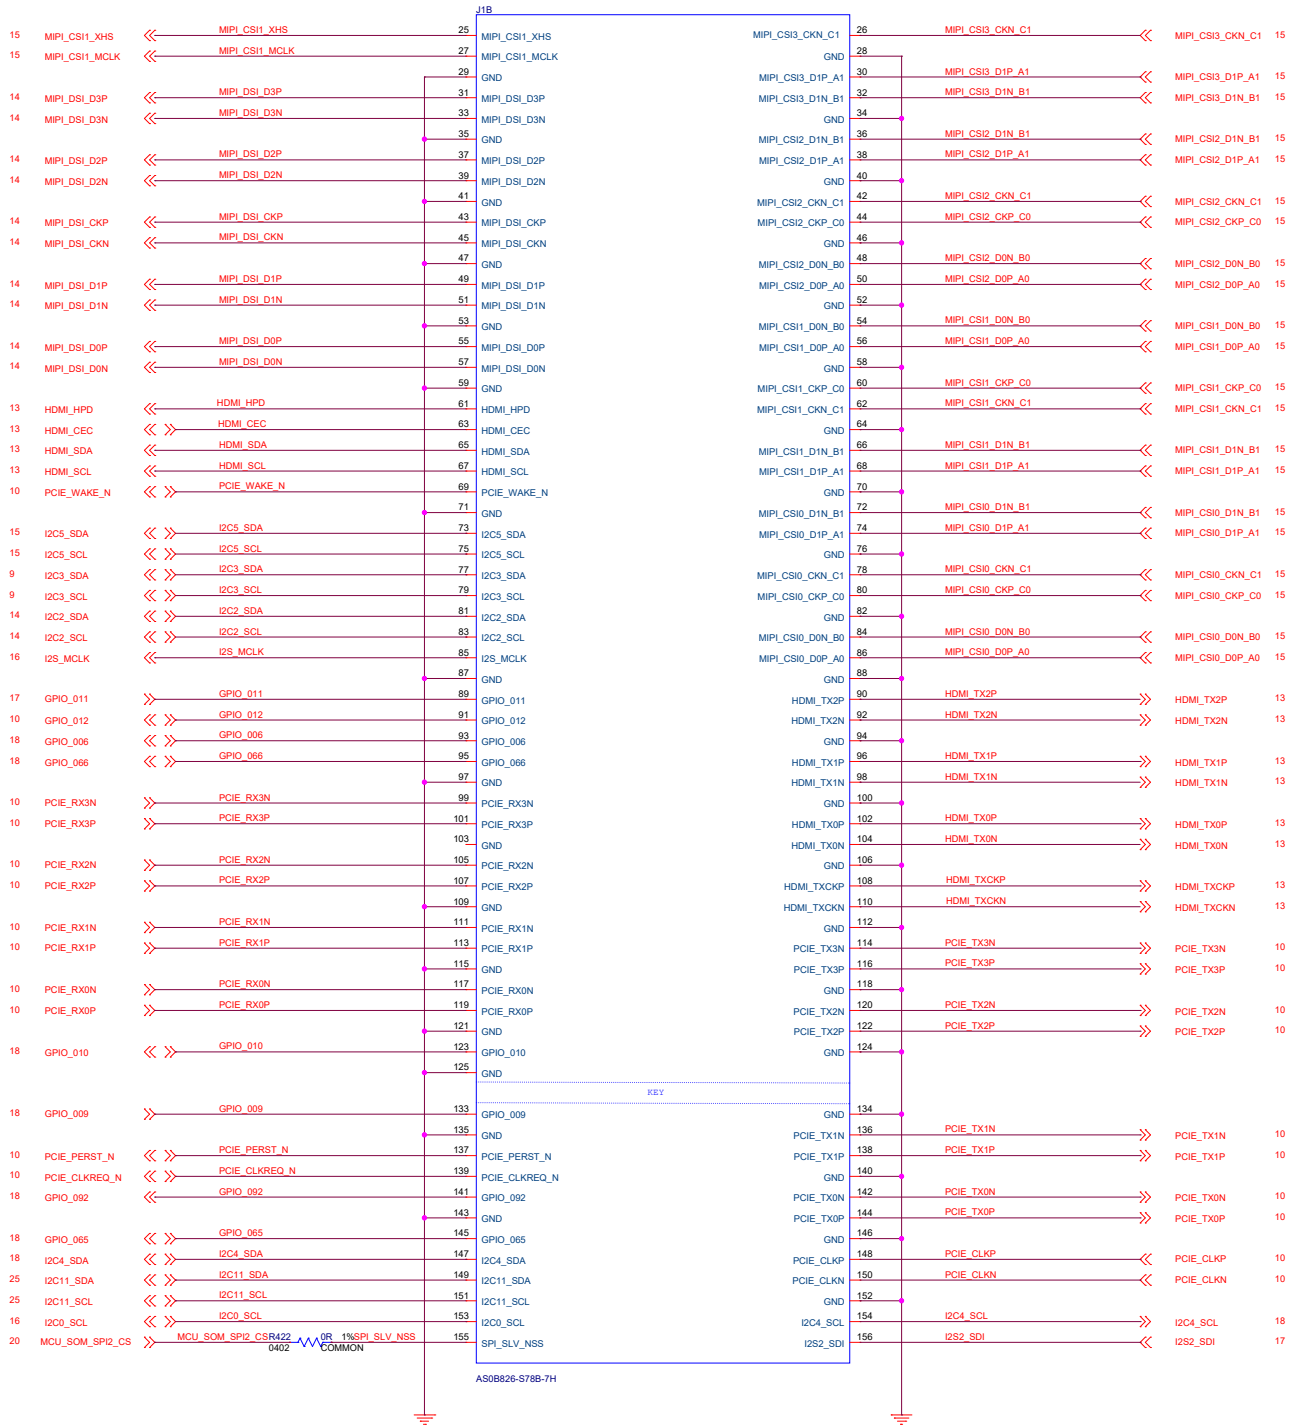 J1B
15 MIPI_CSI1_XHS MIPI_CSI1_XHS 25 MIPI_CSI1_XHS MIPI_CSI3_CKN_C1 26 MIPI_CSI3_CKN_C1 MIPI_CSI3_CKN_C1 15
15 MIPI_CSI1_MCLK MIPI_CSI1_MCLK 27 MIPI_CSI1_MCLK GND 28
29 GND MIPI_CSI3_D1P_A1 30 MIPI_CSI3_D1P_A1 MIPI_CSI3_D1P_A1 15
14 MIPI_DSI_D3P MIPI_DSI_D3P 31 MIPI_DSI_D3P MIPI_CSI3_D1N_B1 32 MIPI_CSI3_D1N_B1 MIPI_CSI3_D1N_B1 15
14 MIPI_DSI_D3N MIPI_DSI_D3N 33 MIPI_DSI_D3N GND 34
35 GND MIPI_CSI2_D1N_B1 36 MIPI_CSI2_D1N_B1 MIPI_CSI2_D1N_B1 15
14 MIPI_DSI_D2P MIPI_DSI_D2P 37 MIPI_DSI_D2P MIPI_CSI2_D1P_A1 38 MIPI_CSI2_D1P_A1 MIPI_CSI2_D1P_A1 15
14 MIPI_DSI_D2N MIPI_DSI_D2N 39 MIPI_DSI_D2N GND 40
41 GND MIPI_CSI2_CKN_C1 42 MIPI_CSI2_CKN_C1 MIPI_CSI2_CKN_C1 15
14 MIPI_DSI_CKP MIPI_DSI_CKP 43 MIPI_DSI_CKP MIPI_CSI2_CKP_C0 44 MIPI_CSI2_CKP_C0 MIPI_CSI2_CKP_C0 15
14 MIPI_DSI_CKN MIPI_DSI_CKN 45 MIPI_DSI_CKN GND 46
47 GND MIPI_CSI2_D0N_B0 48 MIPI_CSI2_D0N_B0 MIPI_CSI2_D0N_B0 15
14 MIPI_DSI_D1P MIPI_DSI_D1P 49 MIPI_DSI_D1P MIPI_CSI2_D0P_A0 50 MIPI_CSI2_D0P_A0 MIPI_CSI2_D0P_A0 15
14 MIPI_DSI_D1N MIPI_DSI_D1N 51 MIPI_DSI_D1N GND 52
53 GND MIPI_CSI1_D0N_B0 54 MIPI_CSI1_D0N_B0 MIPI_CSI1_D0N_B0 15
14 MIPI_DSI_D0P MIPI_DSI_D0P 55 MIPI_DSI_D0P MIPI_CSI1_D0P_A0 56 MIPI_CSI1_D0P_A0 MIPI_CSI1_D0P_A0 15
14 MIPI_DSI_D0N MIPI_DSI_D0N 57 MIPI_DSI_D0N GND 58
59 GND MIPI_CSI1_CKP_C0 60 MIPI_CSI1_CKP_C0 MIPI_CSI1_CKP_C0 15
13 HDMI_HPD HDMI_HPD 61 HDMI_HPD MIPI_CSI1_CKN_C1 62 MIPI_CSI1_CKN_C1 MIPI_CSI1_CKN_C1 15
13 HDMI_CEC HDMI_CEC 63 HDMI_CEC GND 64
13 HDMI_SDA HDMI_SDA 65 HDMI_SDA MIPI_CSI1_D1N_B1 66 MIPI_CSI1_D1N_B1 MIPI_CSI1_D1N_B1 15
13 HDMI_SCL HDMI_SCL 67 HDMI_SCL MIPI_CSI1_D1P_A1 68 MIPI_CSI1_D1P_A1 MIPI_CSI1_D1P_A1 15
10 PCIE_WAKE_N PCIE_WAKE_N 69 PCIE_WAKE_N GND 70
71 GND MIPI_CSI0_D1N_B1 72 MIPI_CSI0_D1N_B1 MIPI_CSI0_D1N_B1 15
15 I2C5_SDA I2C5_SDA 73 I2C5_SDA MIPI_CSI0_D1P_A1 74 MIPI_CSI0_D1P_A1 MIPI_CSI0_D1P_A1 15
15 I2C5_SCL I2C5_SCL 75 I2C5_SCL GND 76
9 I2C3_SDA I2C3_SDA 77 I2C3_SDA MIPI_CSI0_CKN_C1 78 MIPI_CSI0_CKN_C1 MIPI_CSI0_CKN_C1 15
9 I2C3_SCL I2C3_SCL 79 I2C3_SCL MIPI_CSI0_CKP_C0 80 MIPI_CSI0_CKP_C0 MIPI_CSI0_CKP_C0 15
14 I2C2_SDA I2C2_SDA 81 I2C2_SDA GND 82
14 I2C2_SCL I2C2_SCL 83 I2C2_SCL MIPI_CSI0_D0N_B0 84 MIPI_CSI0_D0N_B0 MIPI_CSI0_D0N_B0 15
16 I2S_MCLK I2S_MCLK 85 I2S_MCLK MIPI_CSI0_D0P_A0 86 MIPI_CSI0_D0P_A0 MIPI_CSI0_D0P_A0 15
87 GND GND 88
17 GPIO_011 GPIO_011 89 GPIO_011 HDMI_TX2P 90 HDMI_TX2P HDMI_TX2P 13
10 GPIO_012 GPIO_012 91 GPIO_012 HDMI_TX2N 92 HDMI_TX2N HDMI_TX2N 13
18 GPIO_006 GPIO_006 93 GPIO_006 GND 94
18 GPIO_066 GPIO_066 95 GPIO_066 HDMI_TX1P 96 HDMI_TX1P HDMI_TX1P 13
97 GND HDMI_TX1N 98 HDMI_TX1N HDMI_TX1N 13
10 PCIE_RX3N PCIE_RX3N 99 PCIE_RX3N GND 100
10 PCIE_RX3P PCIE_RX3P 101 PCIE_RX3P HDMI_TX0P 102 HDMI_TX0P HDMI_TX0P 13
103 GND HDMI_TX0N 104 HDMI_TX0N HDMI_TX0N 13
10 PCIE_RX2N PCIE_RX2N 105 PCIE_RX2N GND 106
10 PCIE_RX2P PCIE_RX2P 107 PCIE_RX2P HDMI_TXCKP 108 HDMI_TXCKP HDMI_TXCKP 13
109 GND HDMI_TXCKN 110 HDMI_TXCKN HDMI_TXCKN 13
10 PCIE_RX1N PCIE_RX1N 111 PCIE_RX1N GND 112
10 PCIE_RX1P PCIE_RX1P 113 PCIE_RX1P PCIE_TX3N 114 PCIE_TX3N PCIE_TX3N 10
115 GND PCIE_TX3P 116 PCIE_TX3P PCIE_TX3P 10
10 PCIE_RX0N PCIE_RX0N 117 PCIE_RX0N GND 118
10 PCIE_RX0P PCIE_RX0P 119 PCIE_RX0P PCIE_TX2N 120 PCIE_TX2N PCIE_TX2N 10
121 GND PCIE_TX2P 122 PCIE_TX2P PCIE_TX2P 10
18 GPIO_010 GPIO_010 123 GPIO_010 GND 124
125 GND
KEY
18 GPIO_009 GPIO_009 133 GPIO_009 GND 134
135 GND PCIE_TX1N 136 PCIE_TX1N PCIE_TX1N 10
10 PCIE_PERST_N PCIE_PERST_N 137 PCIE_PERST_N PCIE_TX1P 138 PCIE_TX1P PCIE_TX1P 10
10 PCIE_CLKREQ_N PCIE_CLKREQ_N 139 PCIE_CLKREQ_N GND 140
18 GPIO_092 GPIO_092 141 GPIO_092 PCIE_TX0N 142 PCIE_TX0N PCIE_TX0N 10
143 GND PCIE_TX0P 144 PCIE_TX0P PCIE_TX0P 10
18 GPIO_065 GPIO_065 145 GPIO_065 GND 146
18 I2C4_SDA I2C4_SDA 147 I2C4_SDA PCIE_CLKP 148 PCIE_CLKP PCIE_CLKP 10
25 I2C11_SDA I2C11_SDA 149 I2C11_SDA PCIE_CLKN 150 PCIE_CLKN PCIE_CLKN 10
25 I2C11_SCL I2C11_SCL 151 I2C11_SCL GND 152
16 I2C0_SCL I2C0_SCL 153 I2C0_SCL I2C4_SCL 154 I2C4_SCL I2C4_SCL 18
20 MCU_SOM_SPI2_CS MCU_SOM_SPI2_CS R422 0R 1% SPI_SLV_NSS 155 SPI_SLV_NSS I2S2_SDI 156 I2S2_SDI I2S2_SDI 17
0402 COMMON
AS0B826-S78B-7H